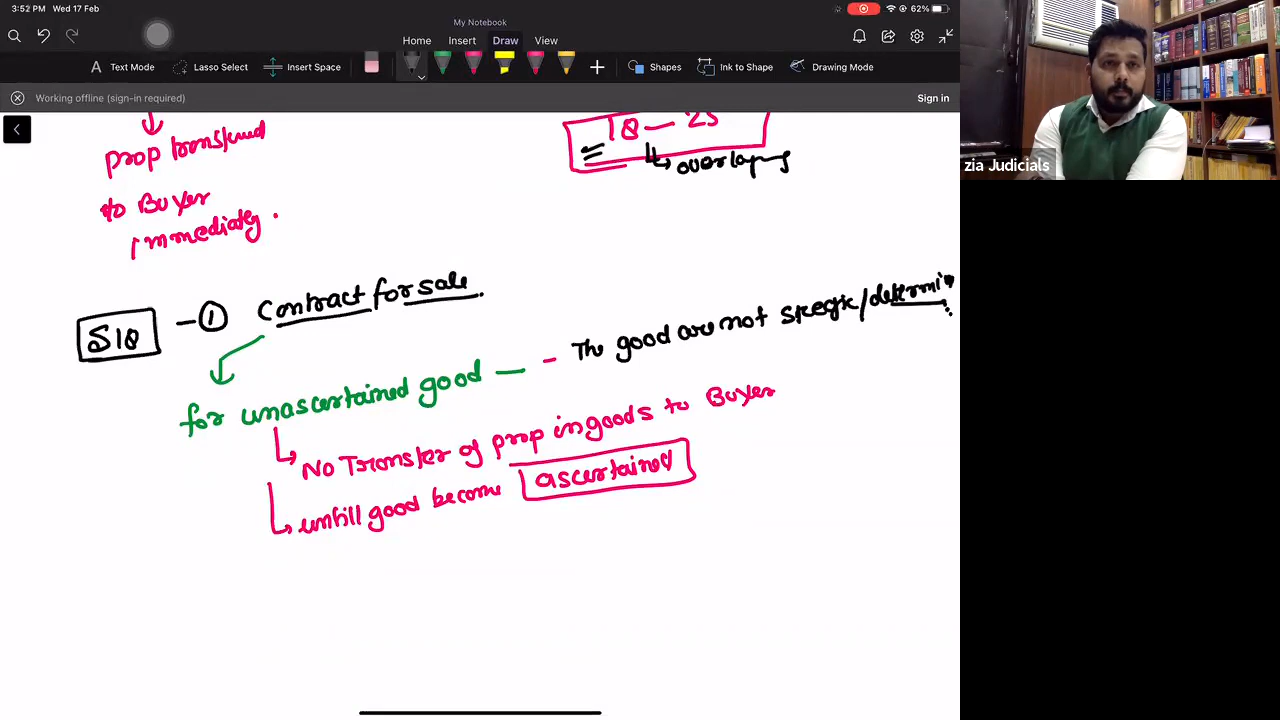 3:52 PM Wed 17 Feb
62%
My Notebook
Home Insert Draw View
Text Mode Lasso Select Insert Space Shapes Ink to Shape Drawing Mode
Working offline (sign-in required) Sign in
zia Judicials
18 — 25
overlaping
Prop transfered
to Buyer
immediately.
S18 - ① Contract for sale.
for unascertained good — - The good are not specific/determin
No Transfer of prop in goods to Buyer
untill good become ascertained